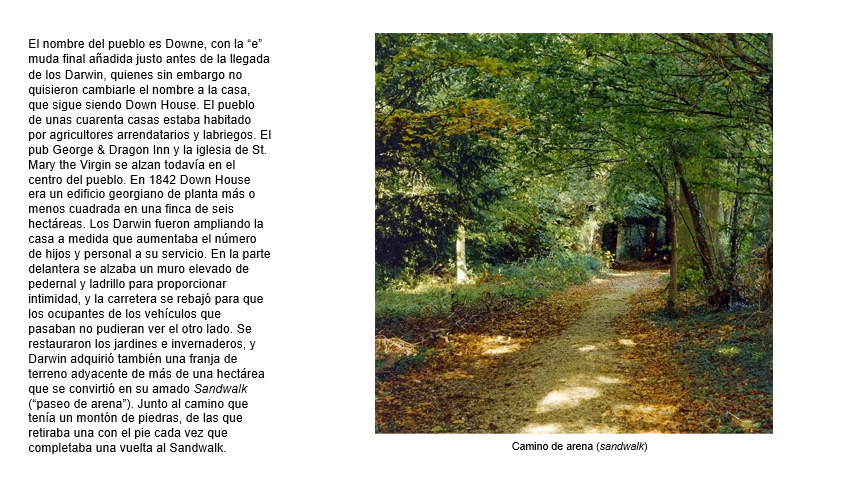 El nombre del pueblo es Downe, con la “e”
muda final añadida justo antes de la llegada
de los Darwin, quienes sin embargo no
quisieron cambiarle el nombre a la casa,
que sigue siendo Down House. El pueblo
de unas cuarenta casas estaba habitado
por agricultores arrendatarios y labriegos. El
pub George & Dragon Inn y la iglesia de St.
Mary the Virgin se alzan todavía en el
centro del pueblo. En 1842 Down House
era un edificio georgiano de planta más o
menos cuadrada en una finca de seis
hectáreas. Los Darwin fueron ampliando la
casa a medida que aumentaba el número
de hijos y personal a su servicio. En la parte
delantera se alzaba un muro elevado de
pedernal y ladrillo para proporcionar
intimidad, y la carretera se rebajó para que
los ocupantes de los vehículos que
pasaban no pudieran ver el otro lado. Se
restauraron los jardines e invernaderos, y
Darwin adquirió también una franja de
terreno adyacente de más de una hectárea
que se convirtió en su amado Sandwalk
(“paseo de arena”). Junto al camino que
tenía un montón de piedras, de las que
retiraba una con el pie cada vez que
completaba una vuelta al Sandwalk.
Camino de arena (sandwalk)